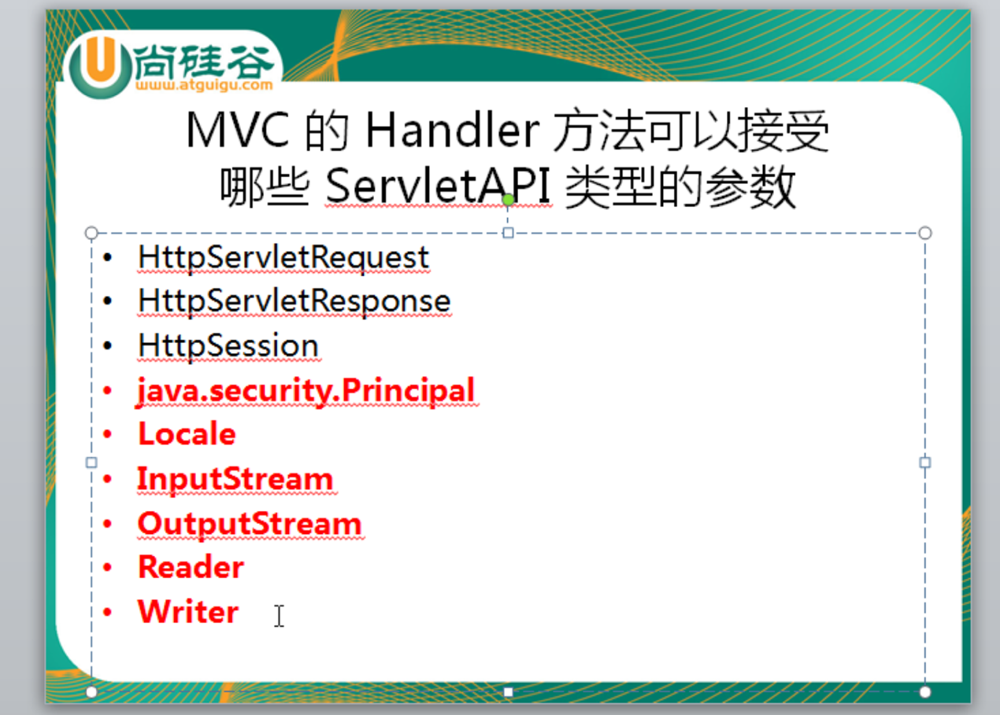 尚硅谷
www.atguigu.com
MVC 的 Handler 方法可以接受
哪些 ServletAPI 类型的参数
• HttpServletRequest
• HttpServletResponse
• HttpSession
• java.security.Principal
• Locale
• InputStream
• OutputStream
• Reader
• Writer